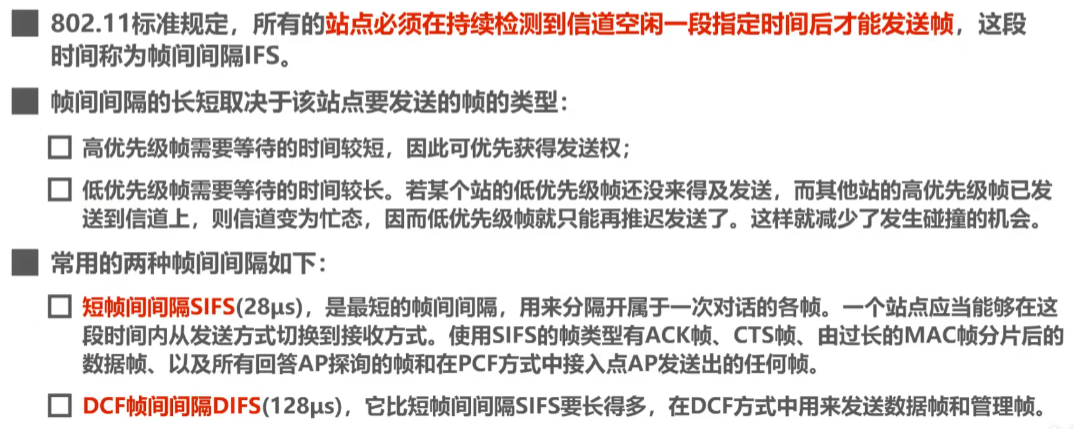 802.11标准规定，所有的站点必须在持续检测到信道空闲一段指定时间后才能发送帧，这段
时间称为帧间间隔IFS。
帧间间隔的长短取决于该站点要发送的帧的类型：
高优先级帧需要等待的时间较短，因此可优先获得发送权；
低优先级帧需要等待的时间较长。若某个站的低优先级帧还没来得及发送，而其他站的高优先级帧已发
送到信道上，则信道变为忙态，因而低优先级帧就只能再推迟发送了。这样就减少了发生碰撞的机会。
常用的两种帧间间隔如下：
短帧间间隔SIFS(28μs)，是最短的帧间间隔，用来分隔开属于一次对话的各帧。一个站点应当能够在这
段时间内从发送方式切换到接收方式。使用SIFS的帧类型有ACK帧、CTS帧、由过长的MAC帧分片后的
数据帧、以及所有回答AP探询的帧和在PCF方式中接入点AP发送出的任何帧。
DCF帧间间隔DIFS(128μs)，它比短帧间间隔SIFS要长得多，在DCF方式中用来发送数据帧和管理帧。